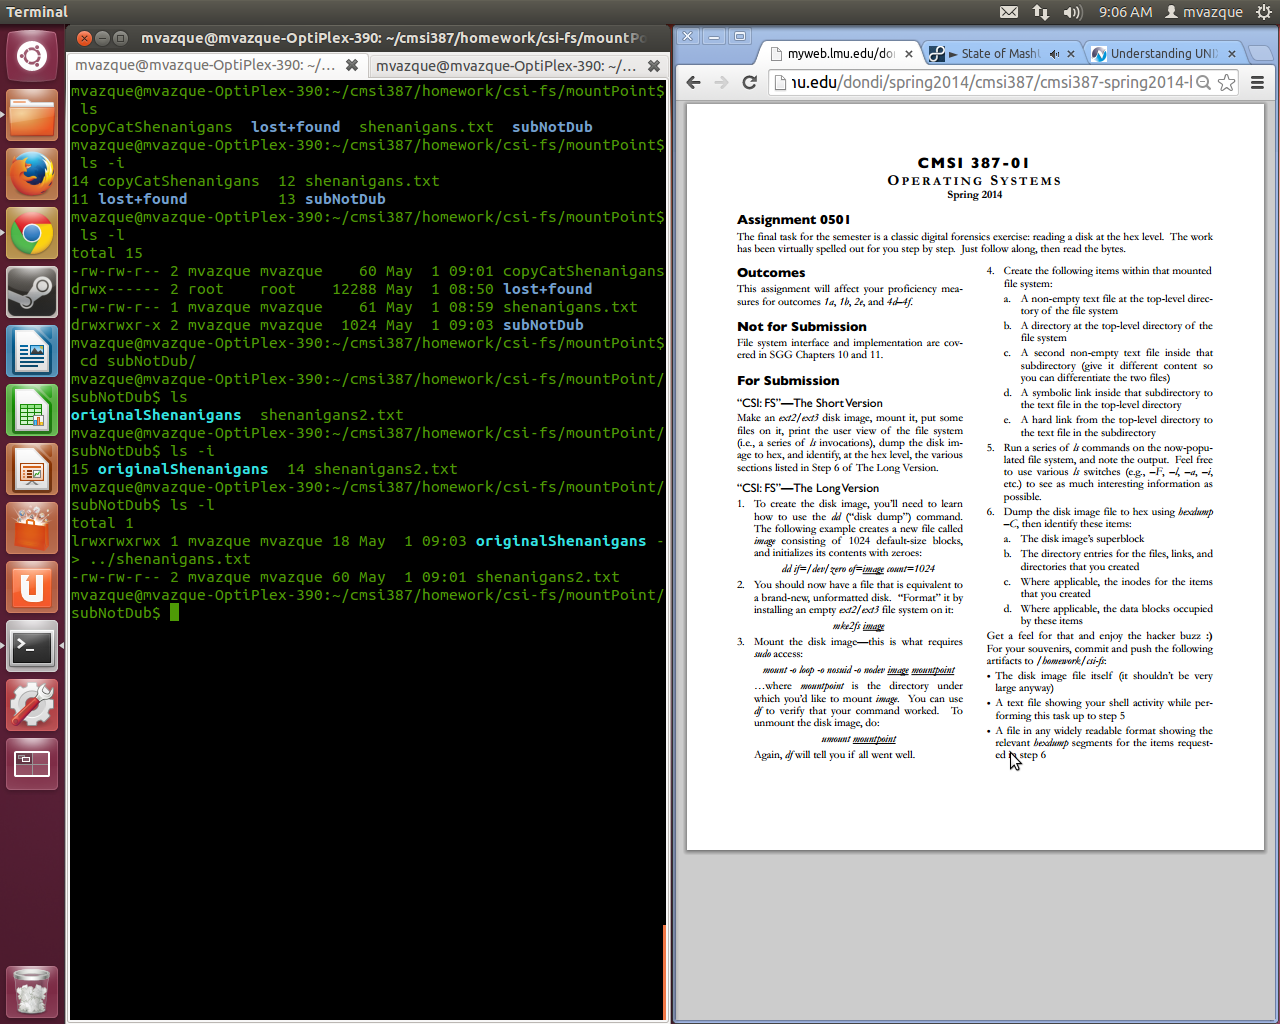 Terminal
9:06 AM
mvazque
mvazque@mvazque-OptiPlex-390: ~/cmsi387/homework/csi-fs/mountPo
mvazque@mvazque-OptiPlex-390: ~/...
mvazque@mvazque-OptiPlex-390: ~/...
mvazque@mvazque-OptiPlex-390:~/cmsi387/homework/csi-fs/mountPoint$
ls
copyCatShenanigans lost+found shenanigans.txt subNotDub
mvazque@mvazque-OptiPlex-390:~/cmsi387/homework/csi-fs/mountPoint$
ls -i
14 copyCatShenanigans 12 shenanigans.txt
11 lost+found 13 subNotDub
mvazque@mvazque-OptiPlex-390:~/cmsi387/homework/csi-fs/mountPoint$
ls -l
total 15
-rw-rw-r-- 2 mvazque mvazque 60 May 1 09:01 copyCatShenanigans
drwx------ 2 root root 12288 May 1 08:50 lost+found
-rw-rw-r-- 1 mvazque mvazque 61 May 1 08:59 shenanigans.txt
drwxrwxr-x 2 mvazque mvazque 1024 May 1 09:03 subNotDub
mvazque@mvazque-OptiPlex-390:~/cmsi387/homework/csi-fs/mountPoint$
cd subNotDub/
mvazque@mvazque-OptiPlex-390:~/cmsi387/homework/csi-fs/mountPoint/
subNotDub$ ls
originalShenanigans shenanigans2.txt
mvazque@mvazque-OptiPlex-390:~/cmsi387/homework/csi-fs/mountPoint/
subNotDub$ ls -i
15 originalShenanigans 14 shenanigans2.txt
mvazque@mvazque-OptiPlex-390:~/cmsi387/homework/csi-fs/mountPoint/
subNotDub$ ls -l
total 1
lrwxrwxrwx 1 mvazque mvazque 18 May 1 09:03 originalShenanigans -
> ../shenanigans.txt
-rw-rw-r-- 2 mvazque mvazque 60 May 1 09:01 shenanigans2.txt
mvazque@mvazque-OptiPlex-390:~/cmsi387/homework/csi-fs/mountPoint/
subNotDub$
myweb.lmu.edu/do
► State of Mash
Understanding UNI
nu.edu/dondi/spring2014/cmsi387/cmsi387-spring2014-
CMSI 387-01
OPERATING SYSTEMS
Spring 2014
Assignment 0501
The final task for the semester is a classic digital forensics exercise: reading a disk at the hex level. The work
has been virtually spelled out for you step by step. Just follow along, then read the bytes.
Outcomes
This assignment will affect your proficiency mea-
sures for outcomes 1a, 1b, 2e, and 4d–4f.
Not for Submission
File system interface and implementation are cov-
ered in SGG Chapters 10 and 11.
For Submission
“CSI: FS”—The Short Version
Make an ext2/ext3 disk image, mount it, put some
files on it, print the user view of the file system
(i.e., a series of ls invocations), dump the disk im-
age to hex, and identify, at the hex level, the various
sections listed in Step 6 of The Long Version.
“CSI: FS”—The Long Version
1. To create the disk image, you’ll need to learn
how to use the dd (“disk dump”) command.
The following example creates a new file called
image consisting of 1024 default-size blocks,
and initializes its contents with zeroes:
dd if=/dev/zero of=image count=1024
2. You should now have a file that is equivalent to
a brand-new, unformatted disk. “Format” it by
installing an empty ext2/ext3 file system on it:
mke2fs image
3. Mount the disk image—this is what requires
sudo access:
mount -o loop -o nosuid -o nodev image mountpoint
…where mountpoint is the directory under
which you’d like to mount image. You can use
df to verify that your command worked. To
unmount the disk image, do:
umount mountpoint
Again, df will tell you if all went well.
4. Create the following items within that mounted
file system:
a. A non-empty text file at the top-level direc-
tory of the file system
b. A directory at the top-level directory of the
file system
c. A second non-empty text file inside that
subdirectory (give it different content so
you can differentiate the two files)
d. A symbolic link inside that subdirectory to
the text file in the top-level directory
e. A hard link from the top-level directory to
the text file in the subdirectory
5. Run a series of ls commands on the now-popu-
lated file system, and note the output. Feel free
to use various ls switches (e.g., –F, –l, –a, –i,
etc.) to see as much interesting information as
possible.
6. Dump the disk image file to hex using hexdump
–C, then identify these items:
a. The disk image’s superblock
b. The directory entries for the files, links, and
directories that you created
c. Where applicable, the inodes for the items
that you created
d. Where applicable, the data blocks occupied
by these items
Get a feel for that and enjoy the hacker buzz :)
For your souvenirs, commit and push the following
artifacts to /homework/csi-fs:
• The disk image file itself (it shouldn’t be very
large anyway)
• A text file showing your shell activity while per-
forming this task up to step 5
• A file in any widely readable format showing the
relevant hexdump segments for the items request-
ed in step 6